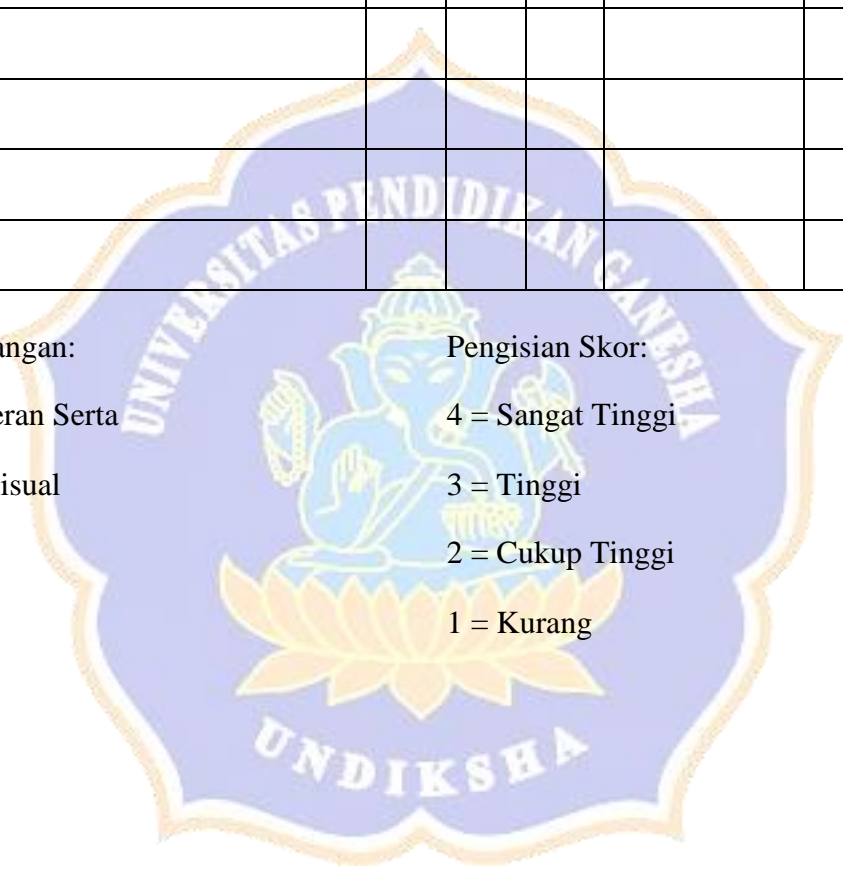 UNIVERSITAS PENDIDIKAN GANESHA
angan:
eran Serta
isual
Pengisian Skor:
4 = Sangat Tinggi
3 = Tinggi
2 = Cukup Tinggi
1 = Kurang
UNDIKSHA